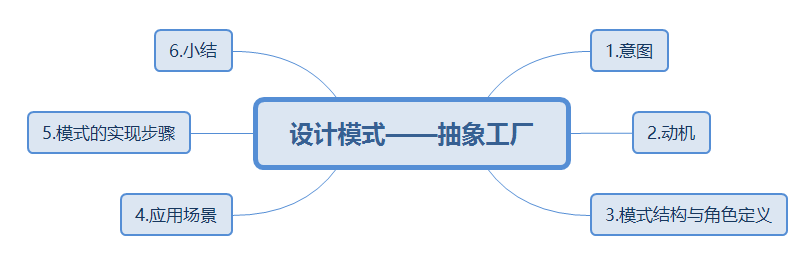 设计模式——抽象工厂
1.意图
2.动机
3.模式结构与角色定义
4.应用场景
5.模式的实现步骤
6.小结